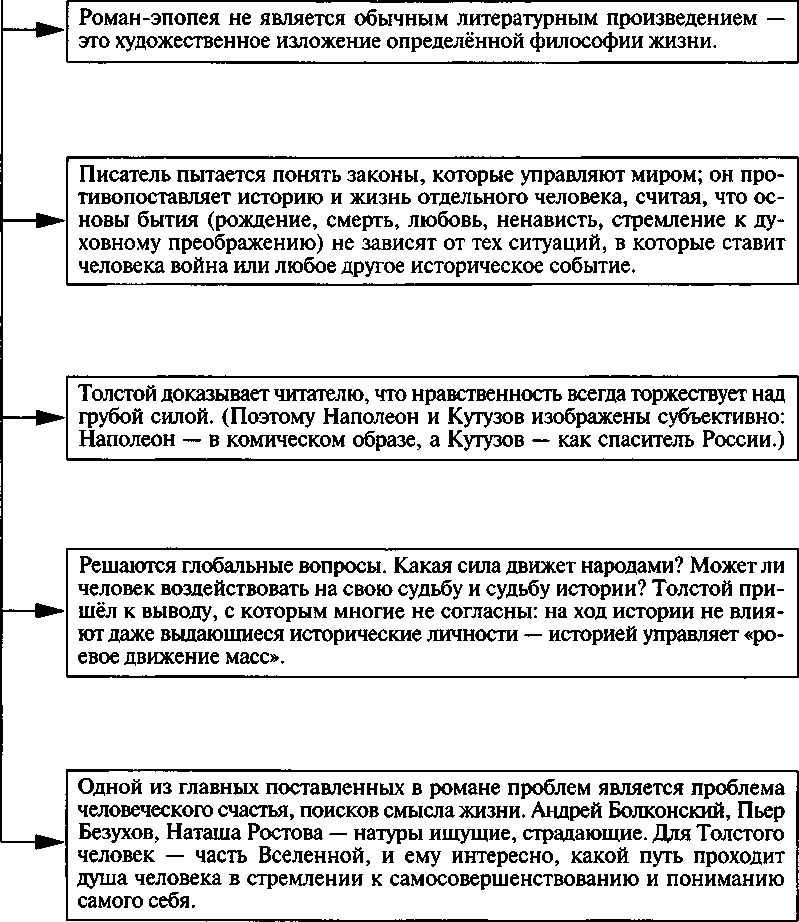 Роман-эпопея не является обычным литературным произведением —
это художественное изложение определённой философии жизни.
Писатель пытается понять законы, которые управляют миром; он про-
тивопоставляет историю и жизнь отдельного человека, считая, что ос-
новы бытия (рождение, смерть, любовь, ненависть, стремление к ду-
ховному преображению) не зависят от тех ситуаций, в которые ставит
человека война или любое другое историческое событие.
Толстой доказывает читателю, что нравственность всегда торжествует над
грубой силой. (Поэтому Наполеон и Кутузов изображены субъективно:
Наполеон — в комическом образе, а Кутузов — как спаситель России.)
Решаются глобальные вопросы. Какая сила движет народами? Может ли
человек воздействовать на свою судьбу и судьбу истории? Толстой при-
шёл к выводу, с которым многие не согласны: на ход истории не влия-
ют даже выдающиеся исторические личности — историей управляет «ро-
евое движение масс».
Одной из главных поставленных в романе проблем является проблема
человеческого счастья, поисков смысла жизни. Андрей Болконский, Пьер
Безухов, Наташа Ростова — натуры ищущие, страдающие. Для Толстого
человек — часть Вселенной, и ему интересно, какой путь проходит
душа человека в стремлении к самосовершенствованию и пониманию
самого себя.